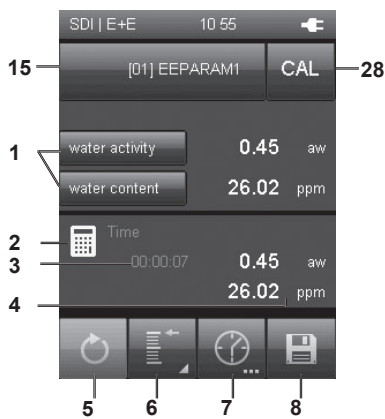 SDI | E+E 10 55
15 [01] EEPARAM1 CAL 28
1 water activity 0.45 aw
water content 26.02 ppm
2 Time
3 00:00:07 0.45 aw
4 26.02 ppm
5 6 7 8